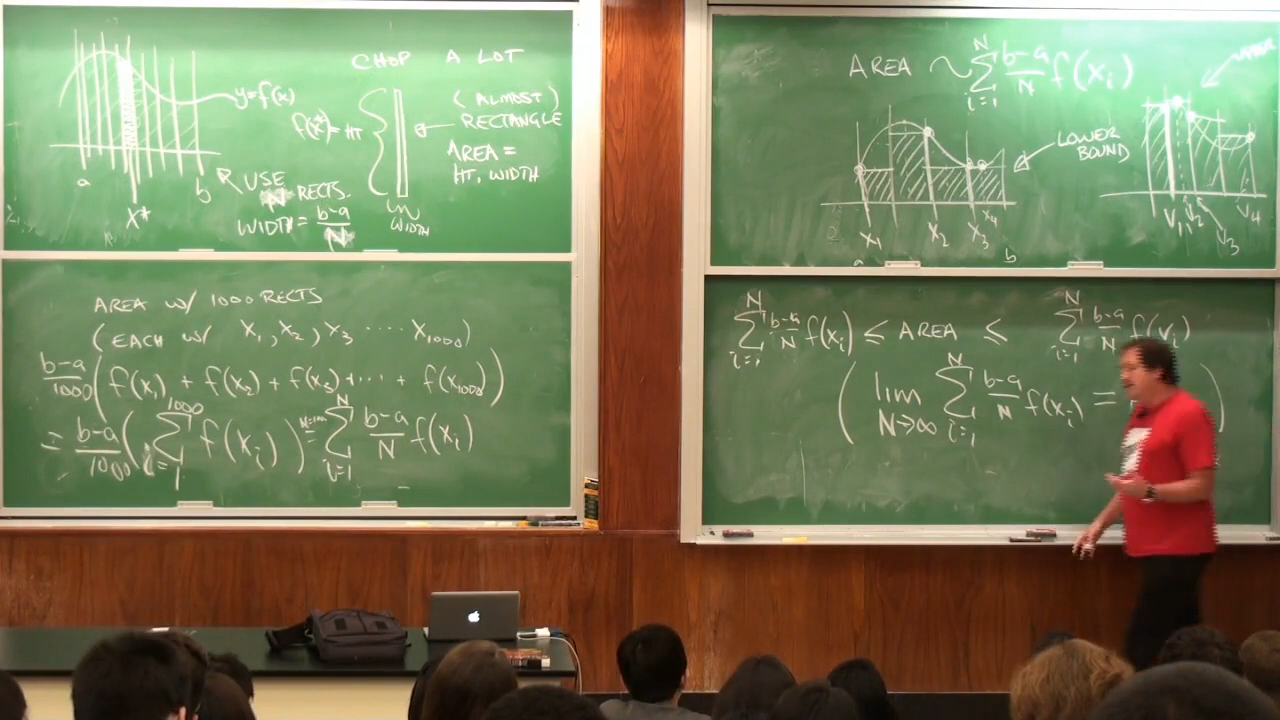 CHOP A LOT
y=f(x)
f(x*)= HT
(ALMOST)
RECTANGLE
AREA =
HT. WIDTH
a
b
x*
USE
N RECTS.
WIDTH = b-a/N
WIDTH
AREA W/ 1000 RECTS
(EACH W/ X₁, X₂, X₃ ···· X₁₀₀₀)
b-a/1000 (f(x₁) + f(x₂) + f(x₃) + ··· + f(x₁₀₀₀))
= b-a/1000 (1000 Σ i=1 f(xᵢ)) = N Σ i=1 b-a/N f(xᵢ)
AREA ~ N Σ i=1 b-a/N f(xᵢ)
LOWER
BOUND
x₁ x₂ x₃ x₄
a b
V₁ V₂ V₃ V₄
N Σ i=1 b-a/N f(xᵢ) ≤ AREA ≤ N Σ i=1 b-a/N f(vᵢ)
( lim N→∞ N Σ i=1 b-a/N f(xᵢ) = )